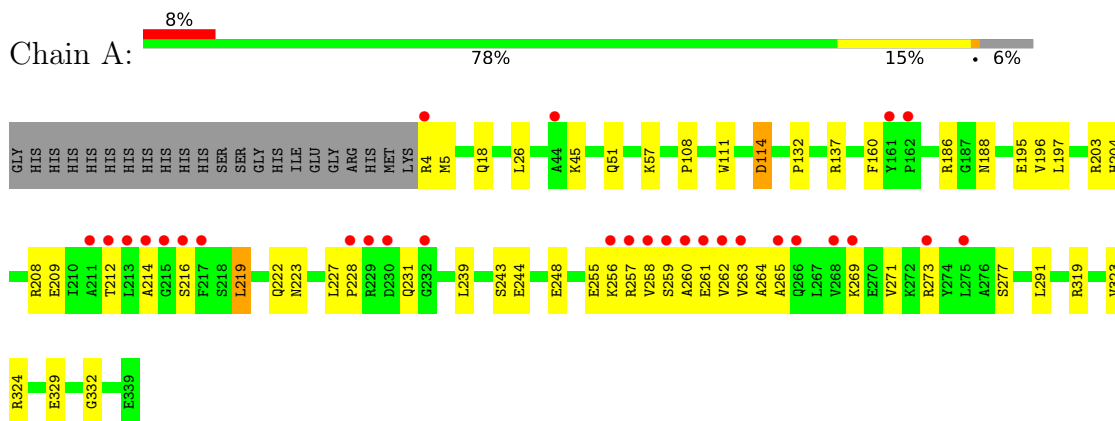 8%
Chain A:
78%
15%
•
6%
GLY HIS HIS HIS HIS HIS HIS HIS HIS HIS HIS HIS SER SER GLY HIS ILE GLU GLY ARG HIS MET LYS R4 M5 Q18 L26 A44 K45 Q51 K57 P108 W111 D114 P132 R137 F160 Y161 P162 R186 G187 N188 E195 V196 L197 R203
R208 E209 I210 A211 T212 L213 A214 G215 S216 F217 S218 L219 Q222 N223 L227 P228 R229 D230 Q231 G232 L239 S243 E244 E248 E255 K256 R257 V258 S259 A260 E261 V262 V263 A264 A265 Q266 L267 V268 K269 E270 V271 K272 R273 Y274 L275 A276 S277 L291 R319
R324 E329 G332 E339